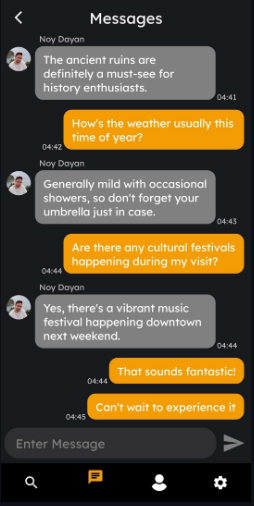 Messages
Noy Dayan
The ancient ruins are
definitely a must-see for
history enthusiasts.
04:41
How's the weather usually this
time of year?
04:42
Noy Dayan
Generally mild with occasional
showers, so don't forget your
umbrella just in case.
04:43
Are there any cultural festivals
happening during my visit?
04:44
Noy Dayan
Yes, there's a vibrant music
festival happening downtown
next weekend.
04:44
That sounds fantastic!
04:44
Can't wait to experience it
04:45
Enter Message